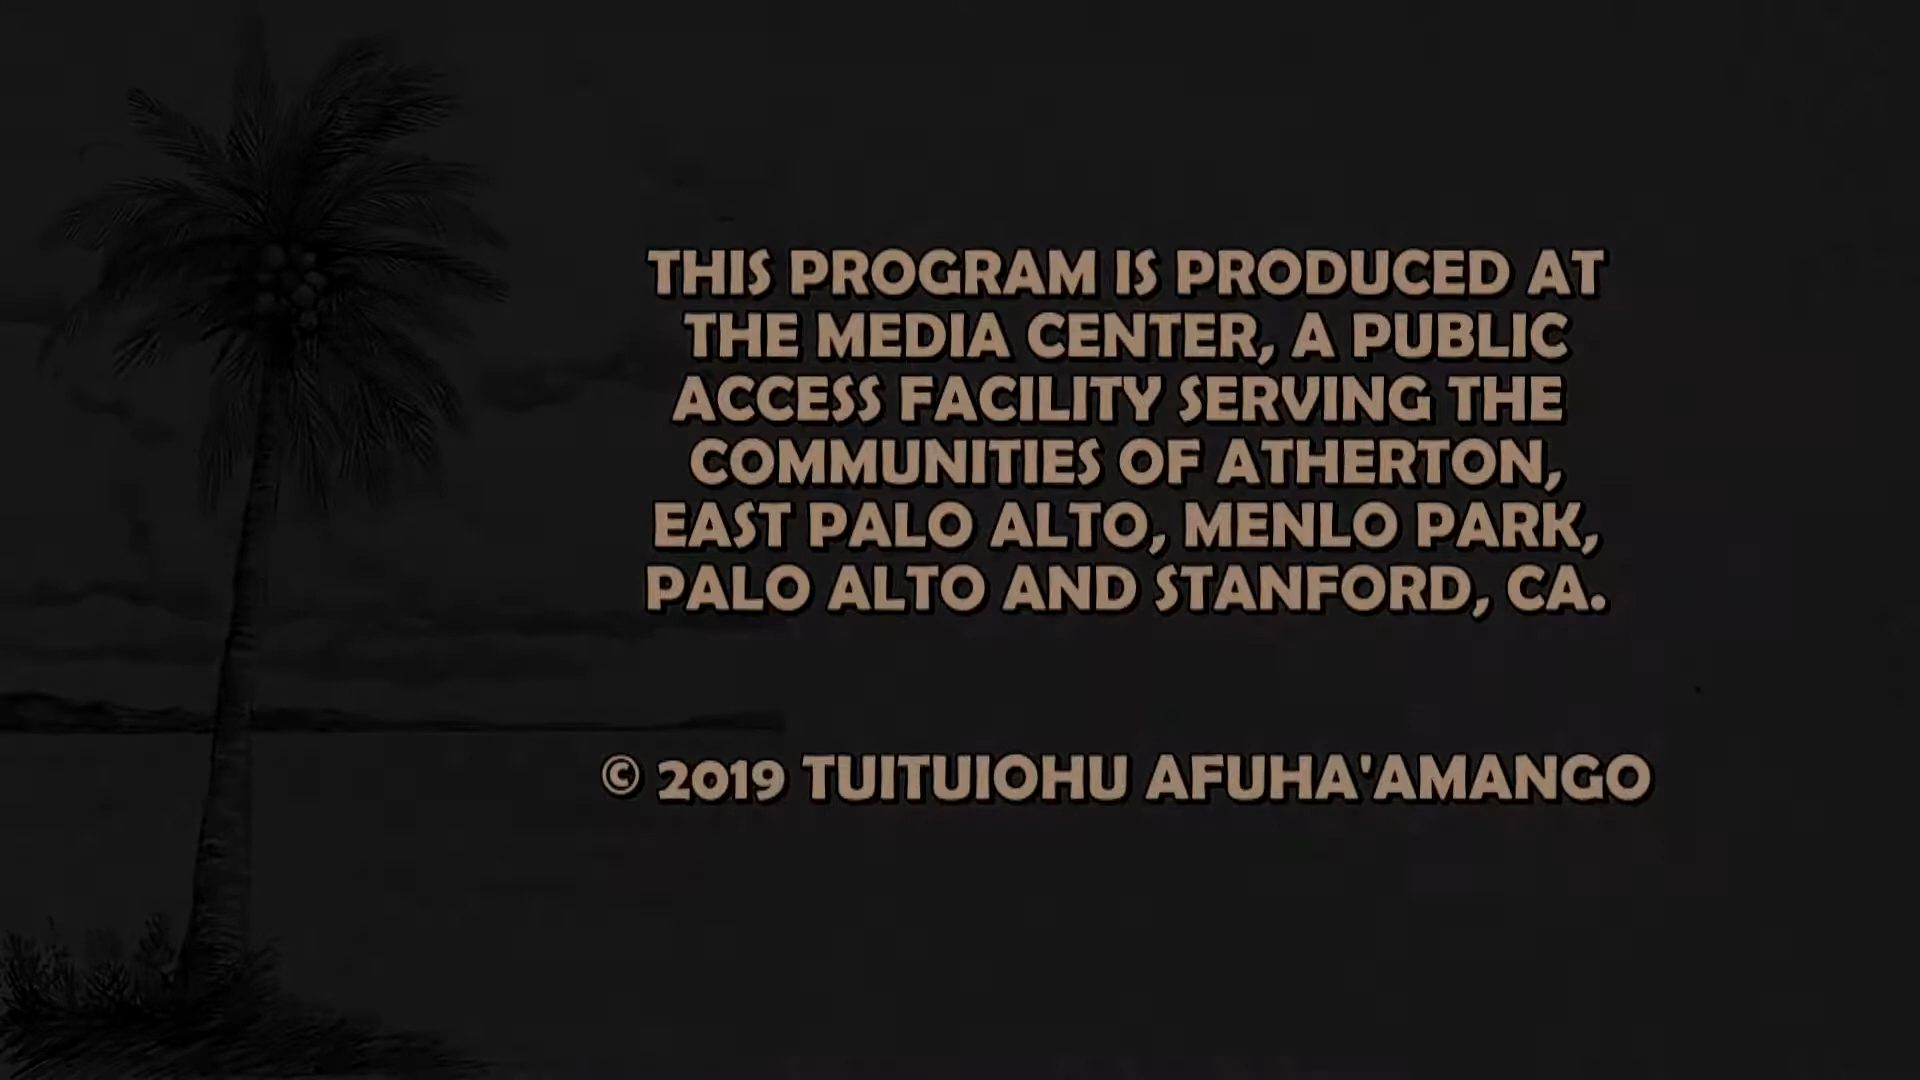 THIS PROGRAM IS PRODUCED AT
THE MEDIA CENTER, A PUBLIC
ACCESS FACILITY SERVING THE
COMMUNITIES OF ATHERTON,
EAST PALO ALTO, MENLO PARK,
PALO ALTO AND STANFORD, CA.
© 2019 TUITUIOHU AFUHA'AMANGO